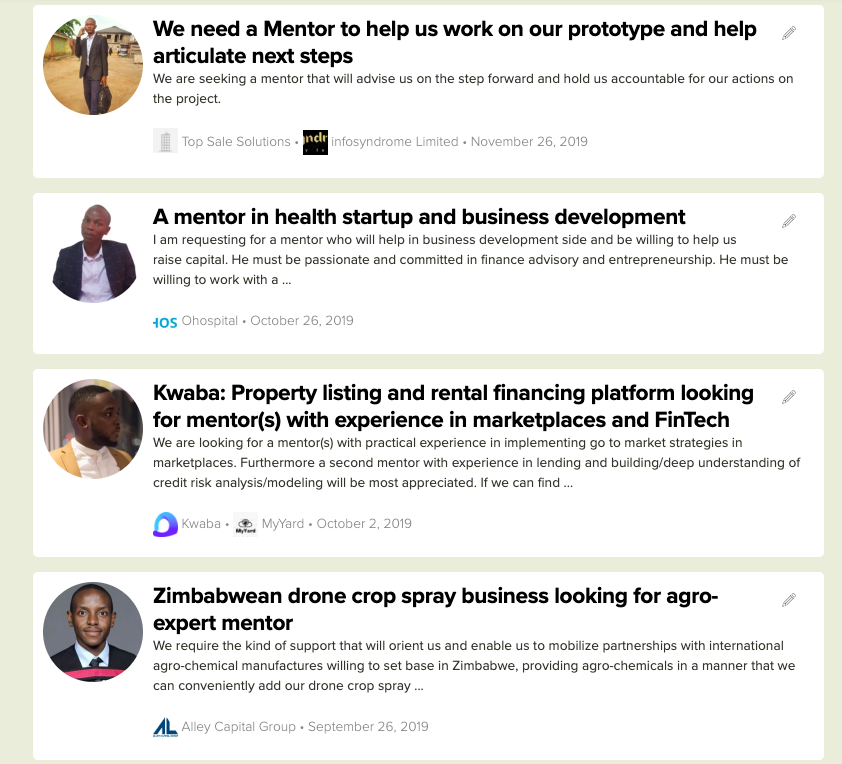 We need a Mentor to help us work on our prototype and help
articulate next steps
We are seeking a mentor that will advise us on the step forward and hold us accountable for our actions on
the project.
Top Sale Solutions • infosyndrome Limited • November 26, 2019
A mentor in health startup and business development
I am requesting for a mentor who will help in business development side and be willing to help us
raise capital. He must be passionate and committed in finance advisory and entrepreneurship. He must be
willing to work with a ...
HOS Ohospital • October 26, 2019
Kwaba: Property listing and rental financing platform looking
for mentor(s) with experience in marketplaces and FinTech
We are looking for a mentor(s) with practical experience in implementing go to market strategies in
marketplaces. Furthermore a second mentor with experience in lending and building/deep understanding of
credit risk analysis/modeling will be most appreciated. If we can find ...
Kwaba • MyYard MyYard • October 2, 2019
Zimbabwean drone crop spray business looking for agro-
expert mentor
We require the kind of support that will orient us and enable us to mobilize partnerships with international
agro-chemical manufactures willing to set base in Zimbabwe, providing agro-chemicals in a manner that we
can conveniently add our drone crop spray ...
AL Alley Capital Group • September 26, 2019